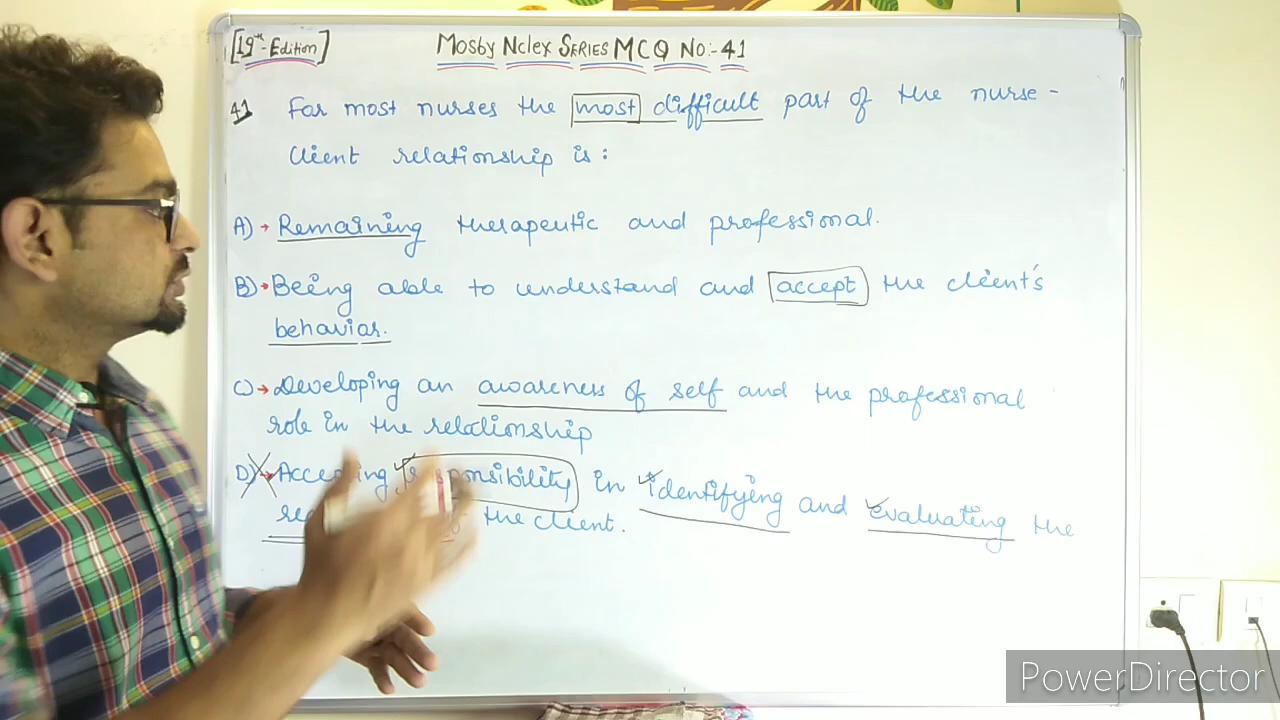 [19th-Edition]
Mosby Nclex Series MCQ No:- 41
41 For most nurses the most difficult part of the nurse-
Client relationship is:
A)→ Remaining therapeutic and professional.
B)→ Being able to understand and accept the client's
behavior.
C)→ Developing an awareness of self and the professional
role in the relationship
D)→ Accepting responsibility in identifying and evaluating the
the client.
PowerDirector